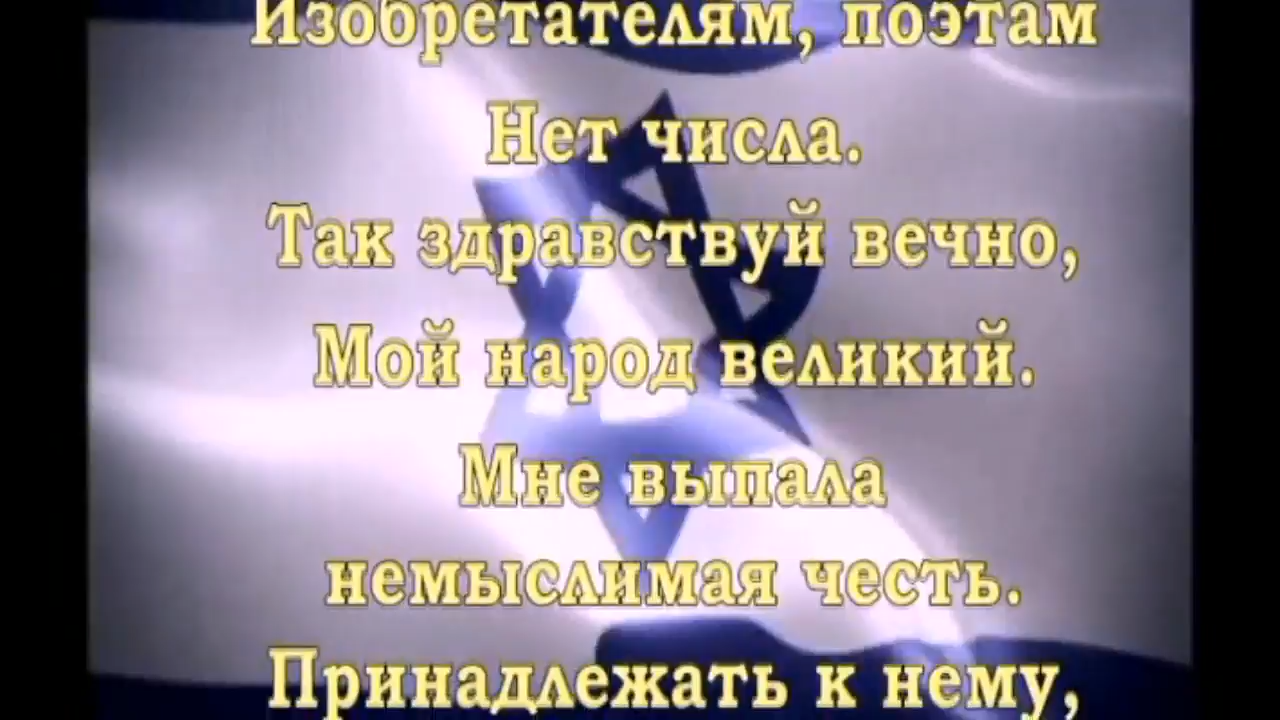 Изобретателям, поэтам
Нет числа.
Так здравствуй вечно,
Мой народ великий.
Мне выпала
немыслимая честь.
Принадлежать к нему,